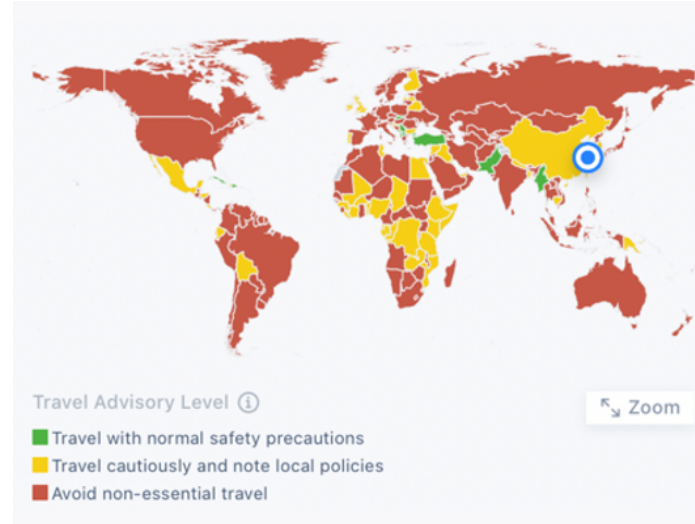 Travel Advisory Level
Zoom
Travel with normal safety precautions
Travel cautiously and note local policies
Avoid non-essential travel